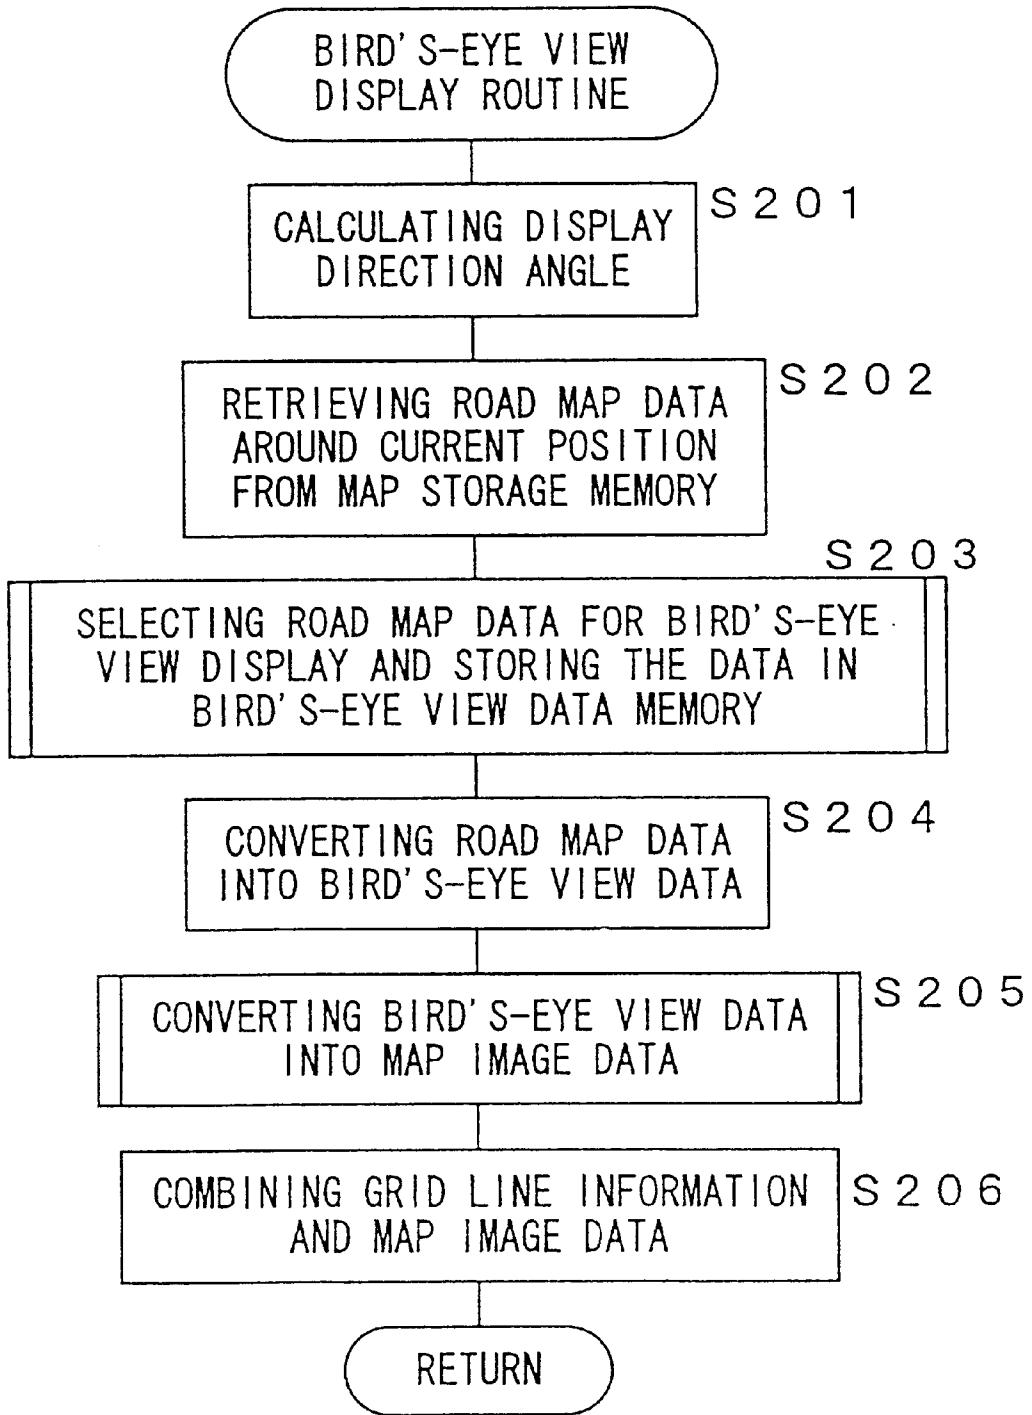 BIRD'S-EYE VIEW
DISPLAY ROUTINE
S201
CALCULATING DISPLAY
DIRECTION ANGLE
S202
RETRIEVING ROAD MAP DATA
AROUND CURRENT POSITION
FROM MAP STORAGE MEMORY
S203
SELECTING ROAD MAP DATA FOR BIRD'S-EYE
VIEW DISPLAY AND STORING THE DATA IN
BIRD'S-EYE VIEW DATA MEMORY
S204
CONVERTING ROAD MAP DATA
INTO BIRD'S-EYE VIEW DATA
S205
CONVERTING BIRD'S-EYE VIEW DATA
INTO MAP IMAGE DATA
S206
COMBINING GRID LINE INFORMATION
AND MAP IMAGE DATA
RETURN